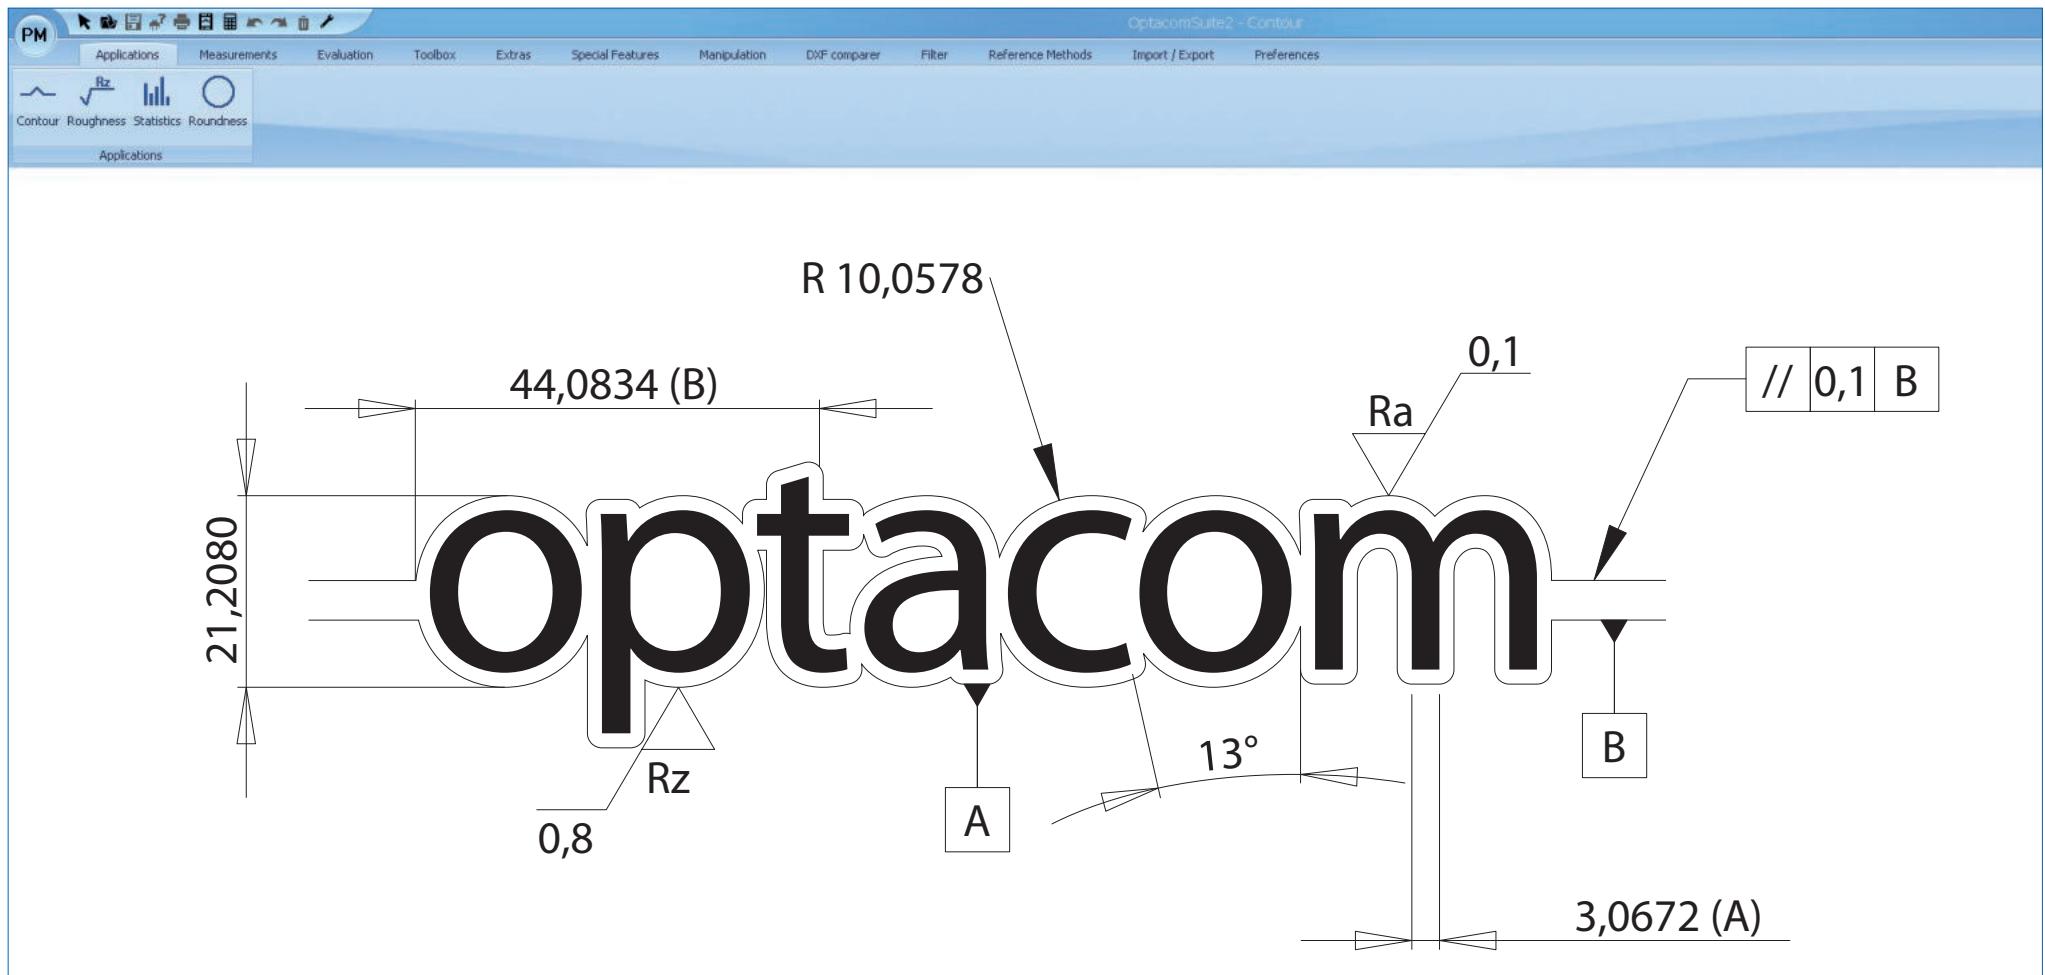 OptacomSuite2 - Contour
PM
Applications Measurements Evaluation Toolbox Extras Special Features Manipulation DXF comparer Filter Reference Methods Import / Export Preferences
Rz
Contour Roughness Statistics Roundness
Applications
R 10,0578
0,1
44,0834 (B)
// 0,1 B
Ra
optacom
21,2080
B
13°
Rz
A
0,8
3,0672 (A)